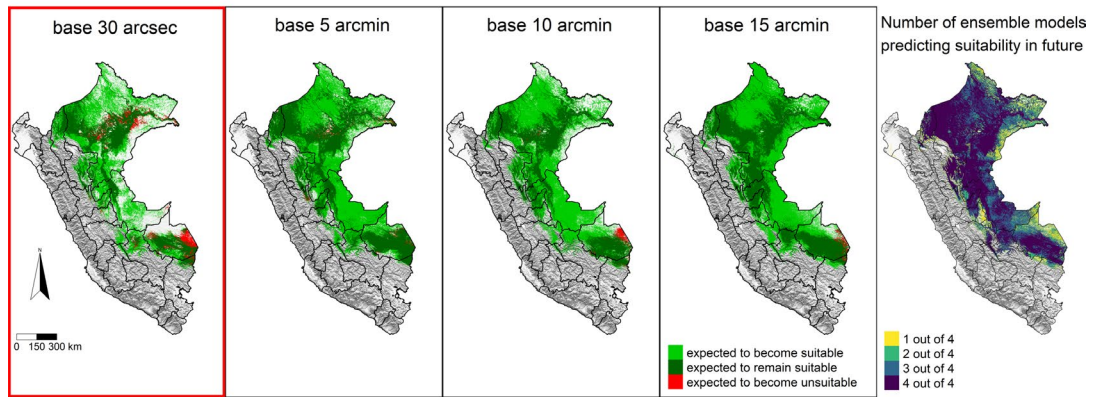 base 30 arcsec
base 5 arcmin
base 10 arcmin
base 15 arcmin
Number of ensemble models
predicting suitability in future
N
0 150 300 km
expected to become suitable
expected to remain suitable
expected to become unsuitable
1 out of 4
2 out of 4
3 out of 4
4 out of 4